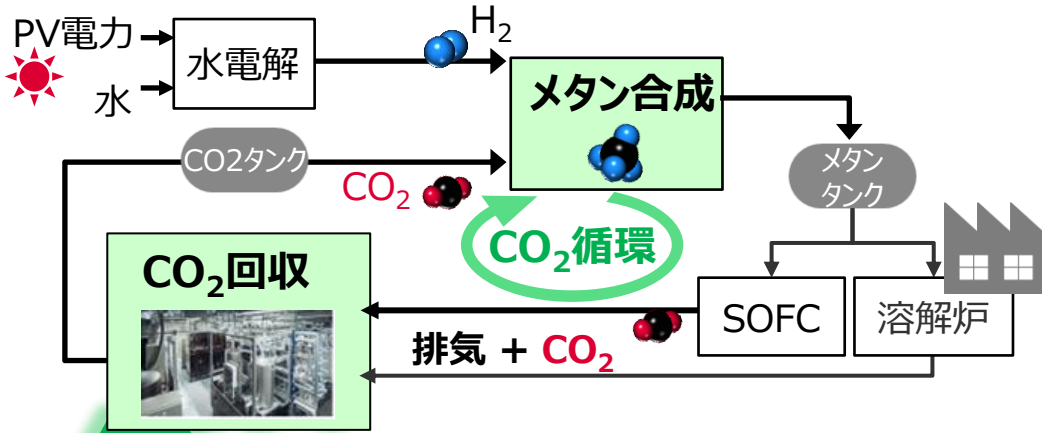 PV電力
水
水電解
H₂
メタン合成
CO2タンク
CO₂
メタン
タンク
CO₂循環
CO₂回収
SOFC
溶解炉
排気 + CO₂